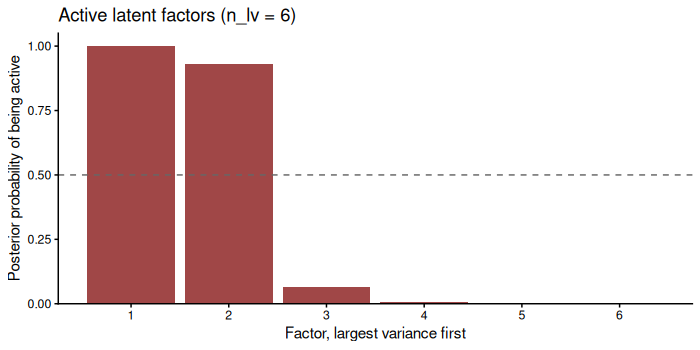 Active latent factors (n_lv = 6)
Posterior probability of being active
1.00
0.75
0.50
0.25
0.00
1 2 3 4 5 6
Factor, largest variance first